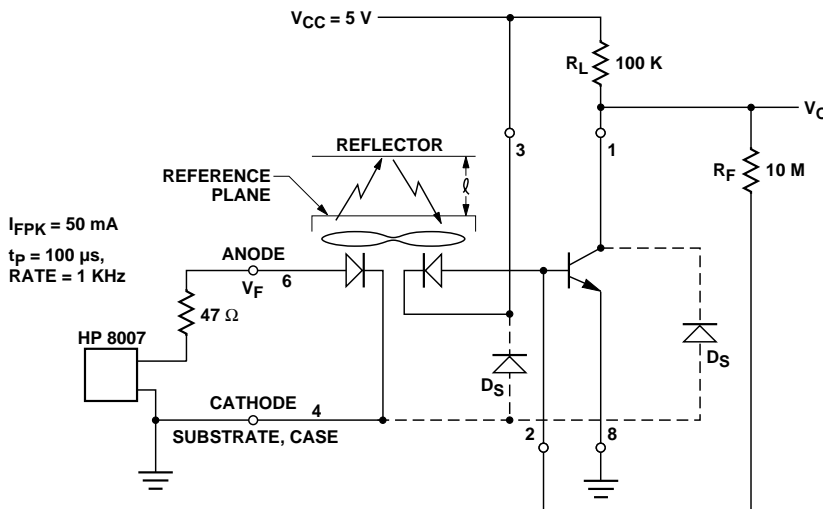 V_CC = 5 V
R_L
100 K
V_O
3
1
REFLECTOR
ℓ
REFERENCE
PLANE
R_F
10 M
I_FPK = 50 mA
t_P = 100 µs,
RATE = 1 KHz
ANODE
V_F
6
47 Ω
HP 8007
D_S
D_S
CATHODE
4
SUBSTRATE, CASE
2
8